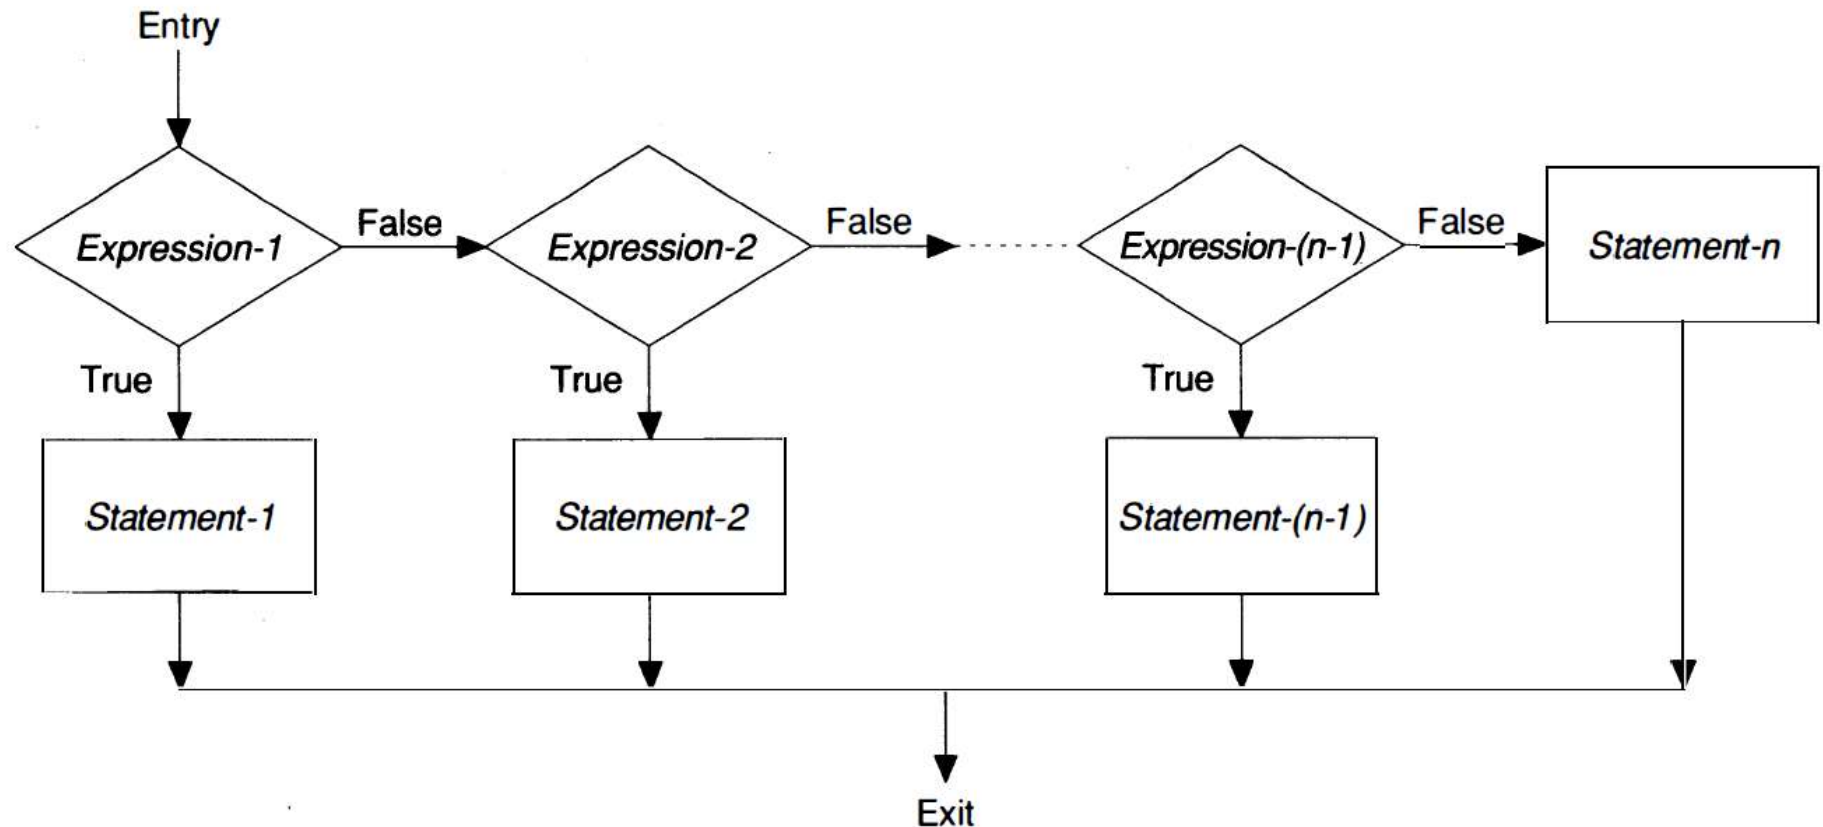 Entry
Expression-1
False
Expression-2
False
Expression-(n-1)
False
Statement-n
True
True
True
Statement-1
Statement-2
Statement-(n-1)
Exit